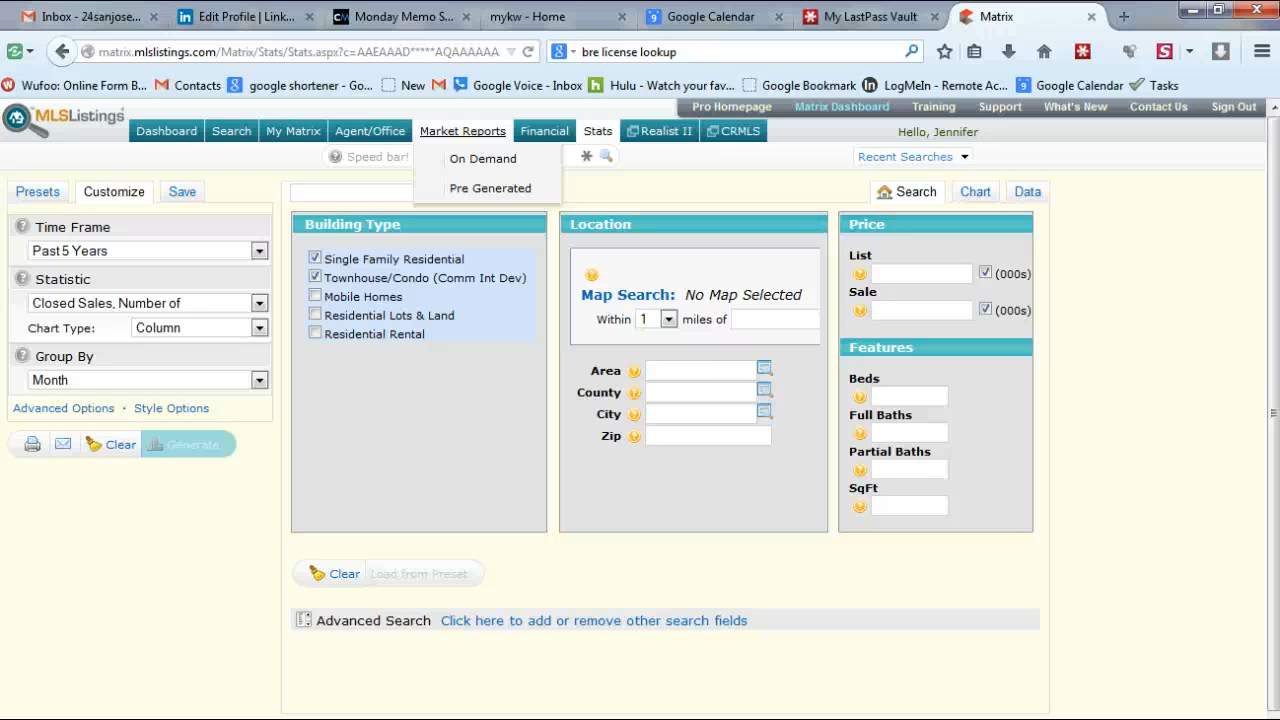 Inbox - 24sanjose... Edit Profile | Link... Monday Memo S... mykw - Home Google Calendar My LastPass Vault Matrix
matrix.mlslistings.com/Matrix/Stats/Stats.aspx?c=AAEAAAD*****AQAAAAAA bre license lookup
Wufoo: Online Form B... Contacts google shortener - Go... New Google Voice - Inbox Hulu - Watch your fav... Google Bookmark LogMeIn - Remote Ac... Google Calendar Tasks
MLSListings Pro Homepage Matrix Dashboard Training Support What's New Contact Us Sign Out
Dashboard Search My Matrix Agent/Office Market Reports Financial Stats Realist II CRMLS Hello, Jennifer
Speed bar! On Demand Recent Searches
Pre Generated
Presets Customize Save Search Chart Data
Time Frame
Past 5 Years
Statistic
Closed Sales, Number of
Chart Type: Column
Group By
Month
Advanced Options · Style Options
Clear Generate
Building Type
Single Family Residential
Townhouse/Condo (Comm Int Dev)
Mobile Homes
Residential Lots & Land
Residential Rental
Location
Map Search: No Map Selected
Within 1 miles of
Area
County
City
Zip
Price
List
(000s)
Sale
(000s)
Features
Beds
Full Baths
Partial Baths
SqFt
Clear Load from Preset
Advanced Search Click here to add or remove other search fields